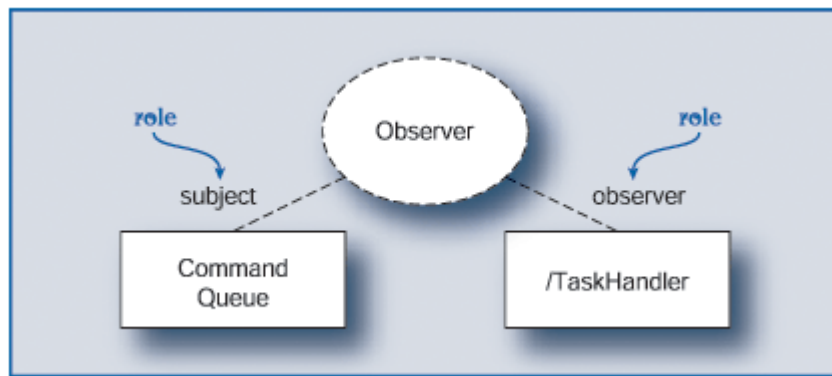 Observer
role
role
subject
observer
Command
Queue
/TaskHandler